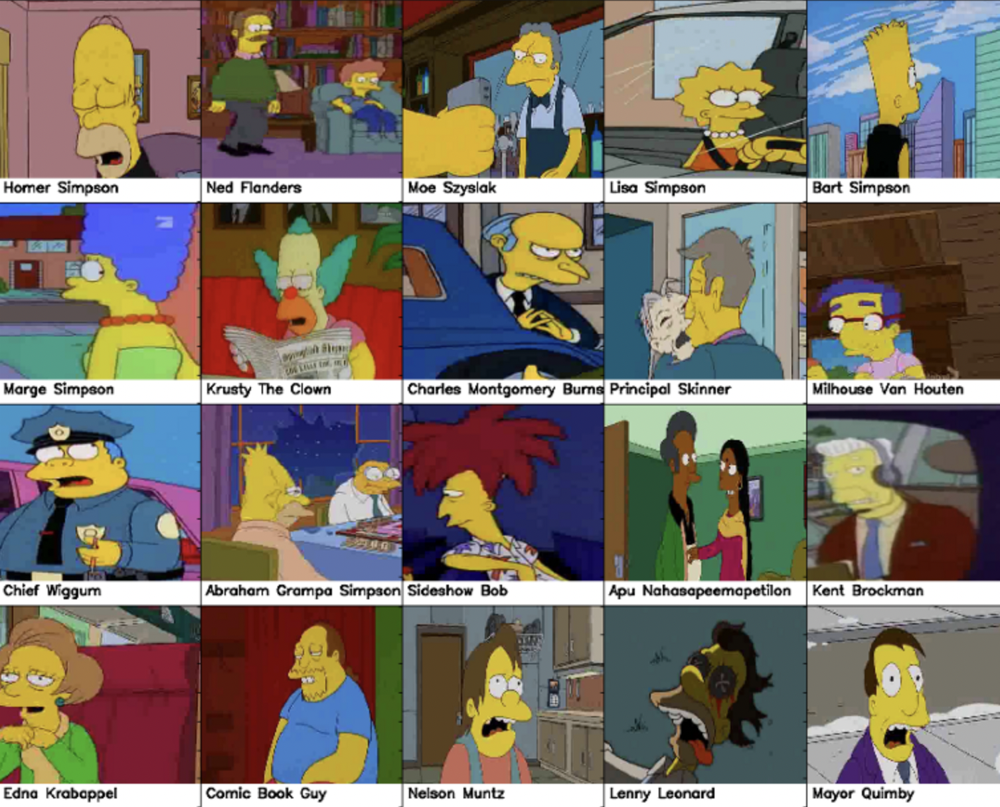 Homer Simpson
Ned Flanders
Moe Szyslak
Lisa Simpson
Bart Simpson
Marge Simpson
Krusty The Clown
Charles Montgomery Burns
Principal Skinner
Milhouse Van Houten
Chief Wiggum
Abraham Grampa Simpson
Sideshow Bob
Apu Nahasapeemapetilon
Kent Brockman
Edna Krabappel
Comic Book Guy
Nelson Muntz
Lenny Leonard
Mayor Quimby